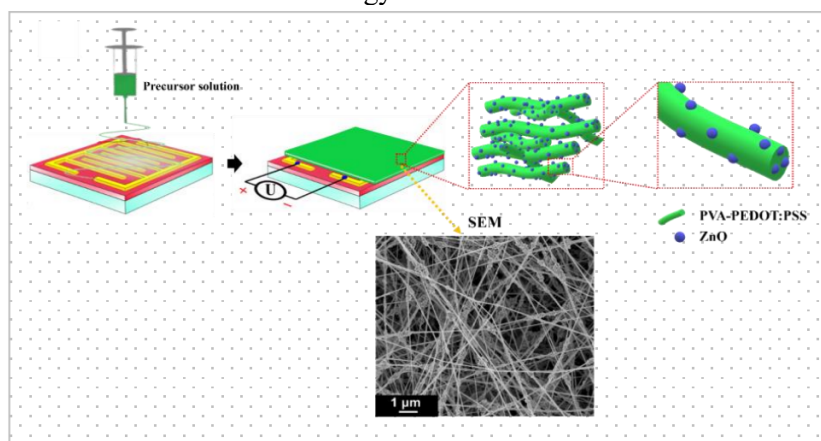 Precursor solution
+
U
−
SEM
PVA-PEDOT:PSS
ZnO
1 μm